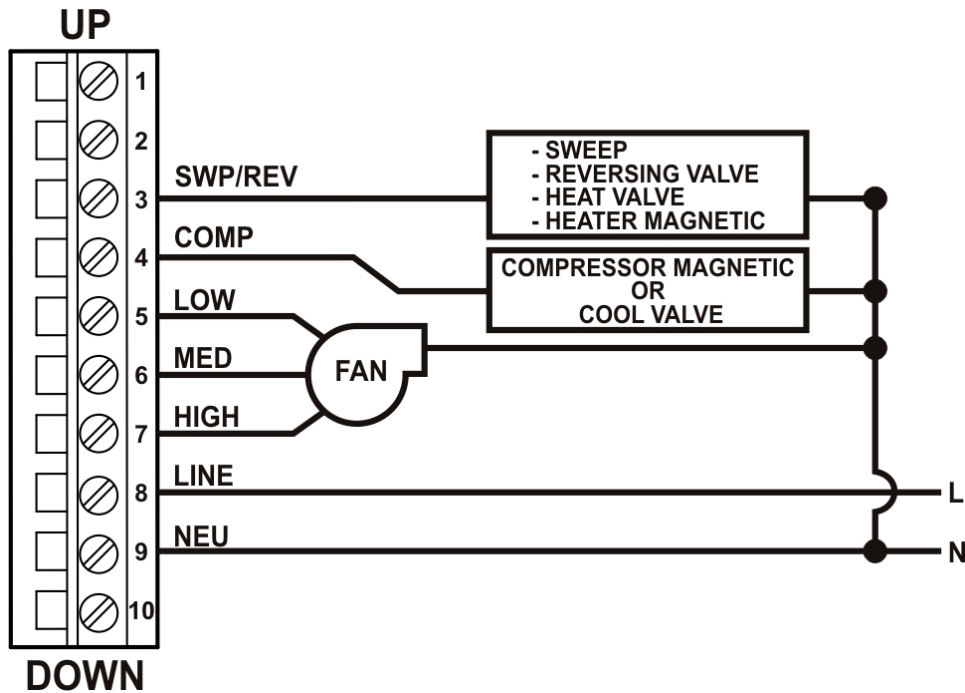 UP
1
2
3 SWP/REV
- SWEEP
- REVERSING VALVE
- HEAT VALVE
- HEATER MAGNETIC
4 COMP
COMPRESSOR MAGNETIC
OR
COOL VALVE
5 LOW
6 MED
FAN
7 HIGH
8 LINE L
9 NEU N
10
DOWN